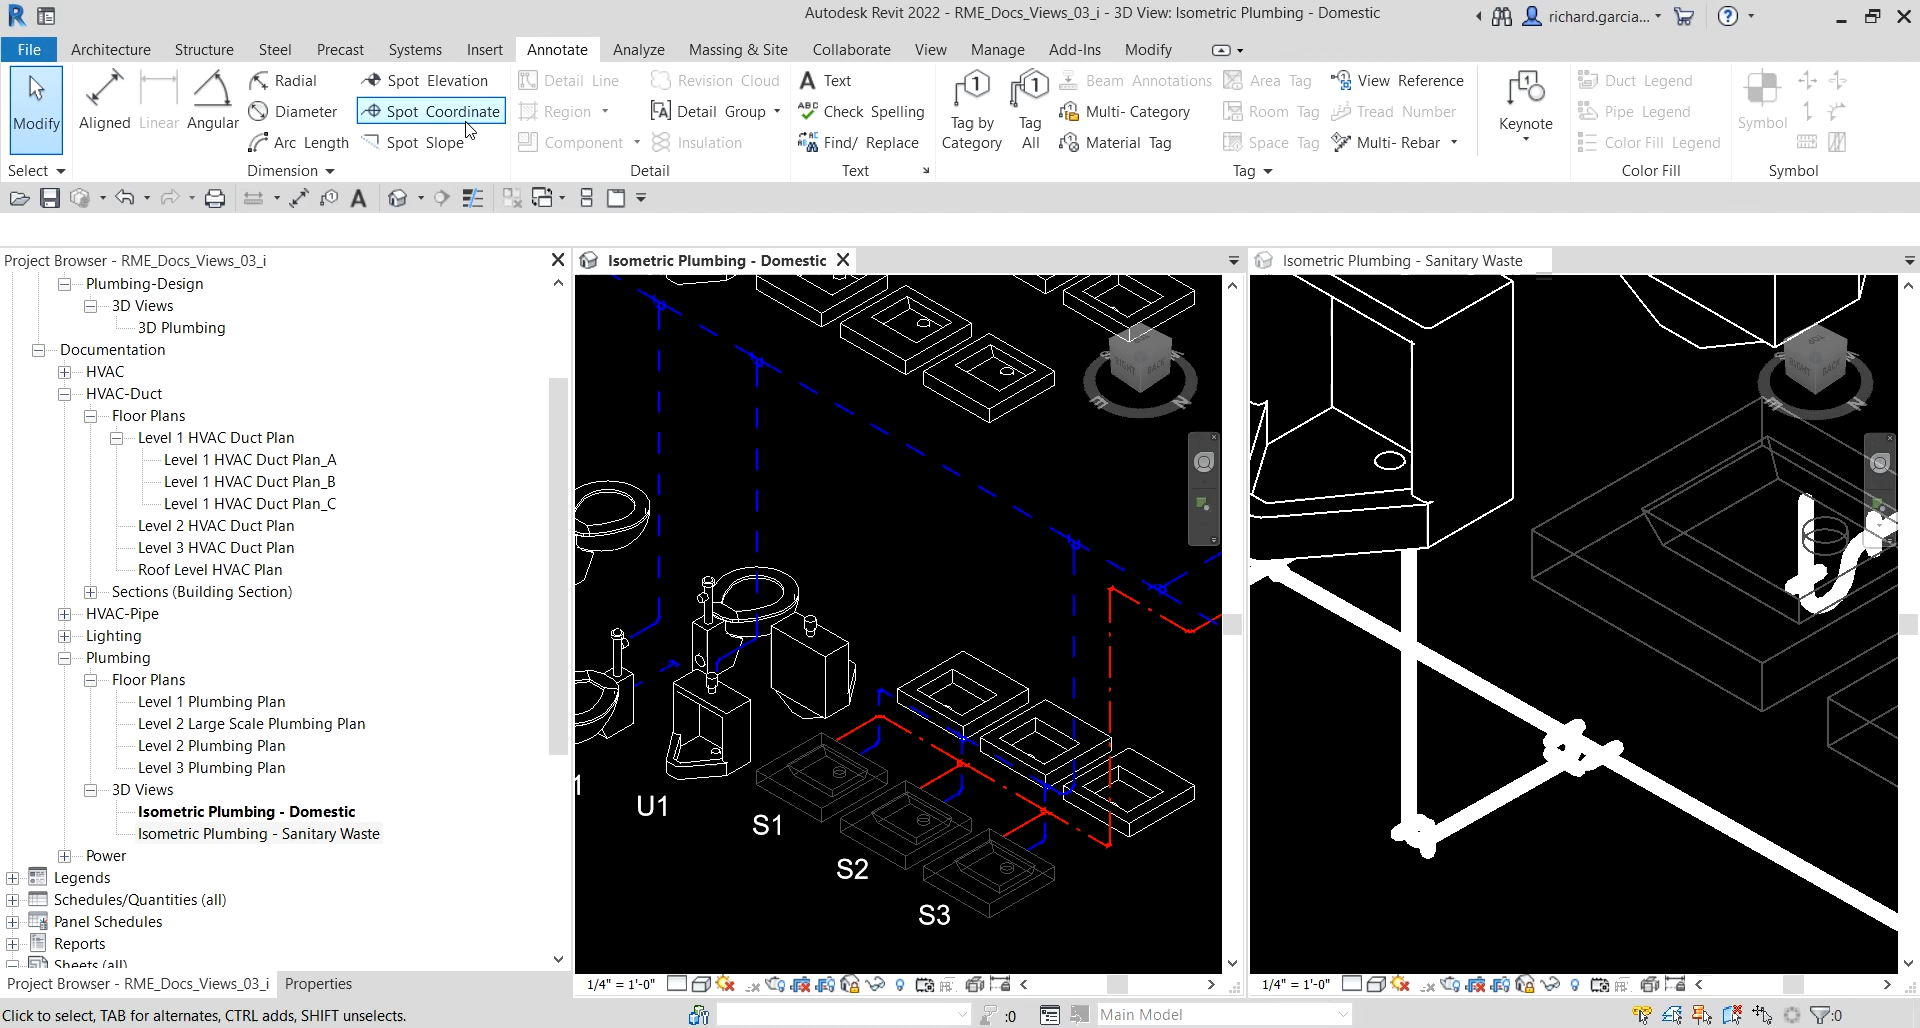 Autodesk Revit 2022 - RME_Docs_Views_03_i - 3D View: Isometric Plumbing - Domestic
richard.garcia...
File Architecture Structure Steel Precast Systems Insert Annotate Analyze Massing & Site Collaborate View Manage Add-Ins Modify
Modify
Aligned
Linear
Angular
Radial
Diameter
Arc Length
Spot Elevation
Spot Coordinate
Spot Slope
Detail Line
Region
Component
Revision Cloud
Detail Group
Insulation
Text
Check Spelling
Find/ Replace
Tag by
Category
Tag
All
Beam Annotations
Multi- Category
Material Tag
Area Tag
Room Tag
Space Tag
View Reference
Tread Number
Multi- Rebar
Keynote
Duct Legend
Pipe Legend
Color Fill Legend
Symbol
Select
Dimension
Detail
Text
Tag
Color Fill
Symbol
Project Browser - RME_Docs_Views_03_i
Plumbing-Design
3D Views
3D Plumbing
Documentation
HVAC
HVAC-Duct
Floor Plans
Level 1 HVAC Duct Plan
Level 1 HVAC Duct Plan_A
Level 1 HVAC Duct Plan_B
Level 1 HVAC Duct Plan_C
Level 2 HVAC Duct Plan
Level 3 HVAC Duct Plan
Roof Level HVAC Plan
Sections (Building Section)
HVAC-Pipe
Lighting
Plumbing
Floor Plans
Level 1 Plumbing Plan
Level 2 Large Scale Plumbing Plan
Level 2 Plumbing Plan
Level 3 Plumbing Plan
3D Views
Isometric Plumbing - Domestic
Isometric Plumbing - Sanitary Waste
Power
Legends
Schedules/Quantities (all)
Panel Schedules
Reports
Sheets (all)
Project Browser - RME_Docs_Views_03_i
Properties
Isometric Plumbing - Domestic
RIGHT BACK
1
U1
S1
S2
S3
1/4" = 1'-0"
Isometric Plumbing - Sanitary Waste
TOP
RIGHT BACK
1/4" = 1'-0"
Click to select, TAB for alternates, CTRL adds, SHIFT unselects.
:0
Main Model
:0